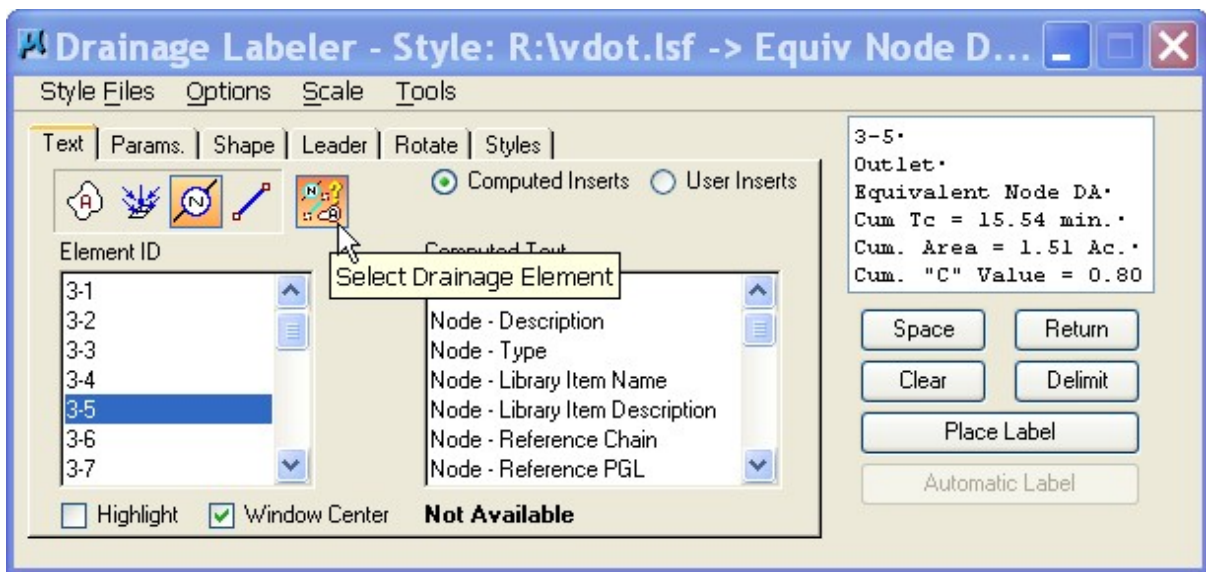 Drainage Labeler - Style: R:\vdot.lsf -> Equiv Node D...
Style Files Options Scale Tools
Text Params. Shape Leader Rotate Styles
A N N ? A
Computed Inserts User Inserts
Element ID
Computed Text
Select Drainage Element
3-1
3-2
3-3
3-4
3-5
3-6
3-7
Node - Description
Node - Type
Node - Library Item Name
Node - Library Item Description
Node - Reference Chain
Node - Reference PGL
Highlight Window Center Not Available
3-5·
Outlet·
Equivalent Node DA·
Cum Tc = 15.54 min.·
Cum. Area = 1.51 Ac.·
Cum. "C" Value = 0.80
Space Return
Clear Delimit
Place Label
Automatic Label